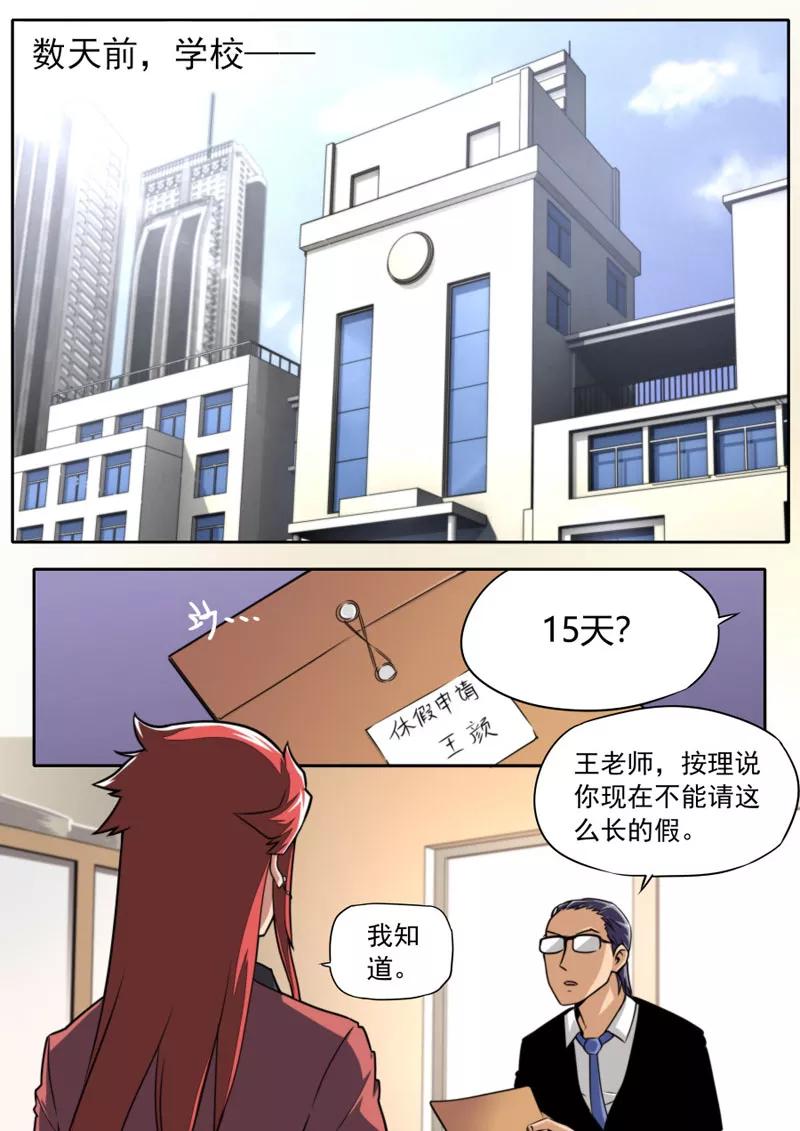 数天前，学校——
15天?
休假申请
王颜
王老师，按理说
你现在不能请这
么长的假。
我知
道。